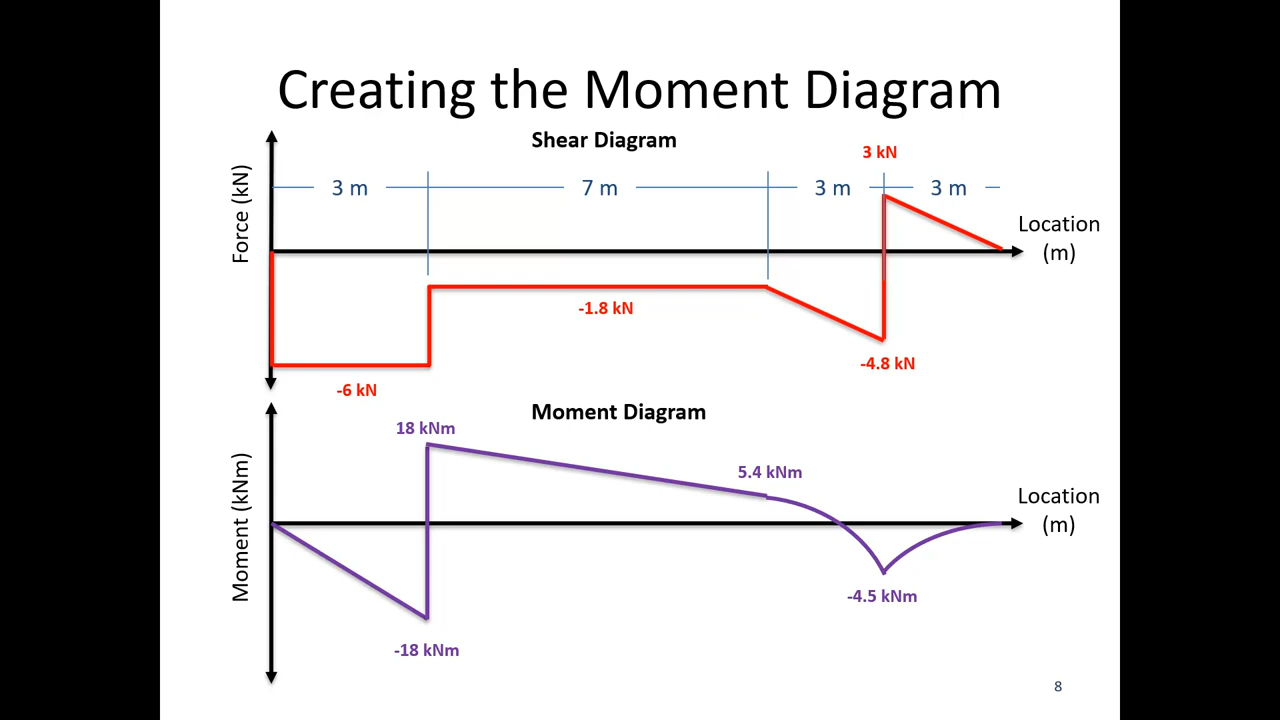 Creating the Moment Diagram
Shear Diagram
3 kN
3 m
7 m
3 m
3 m
Force (kN)
Location
(m)
-1.8 kN
-4.8 kN
-6 kN
Moment Diagram
18 kNm
5.4 kNm
Moment (kNm)
Location
(m)
-4.5 kNm
-18 kNm
8